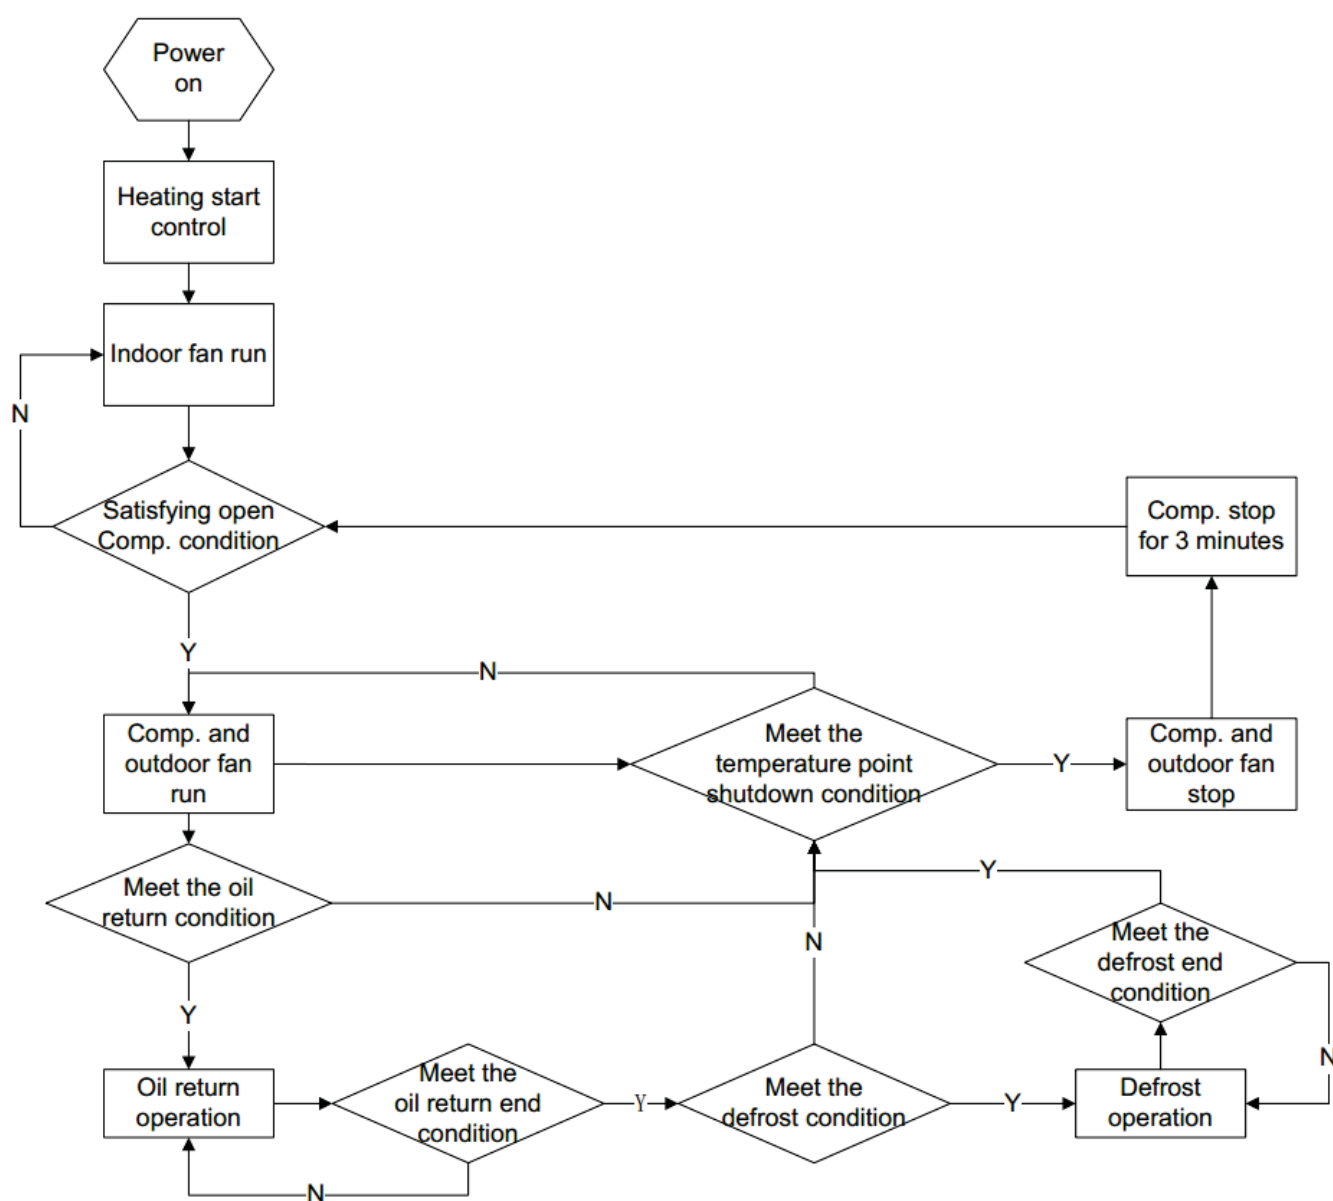 Power
on
Heating start
control
Indoor fan run
N
Satisfying open
Comp. condition
Comp. stop
for 3 minutes
Y
N
Comp. and
outdoor fan
run
Meet the
temperature point
shutdown condition
Y
Comp. and
outdoor fan
stop
Meet the oil
return condition
N
Y
N
Meet the
defrost end
condition
Y
N
Oil return
operation
Meet the
oil return end
condition
Y
Meet the
defrost condition
Y
Defrost
operation
N